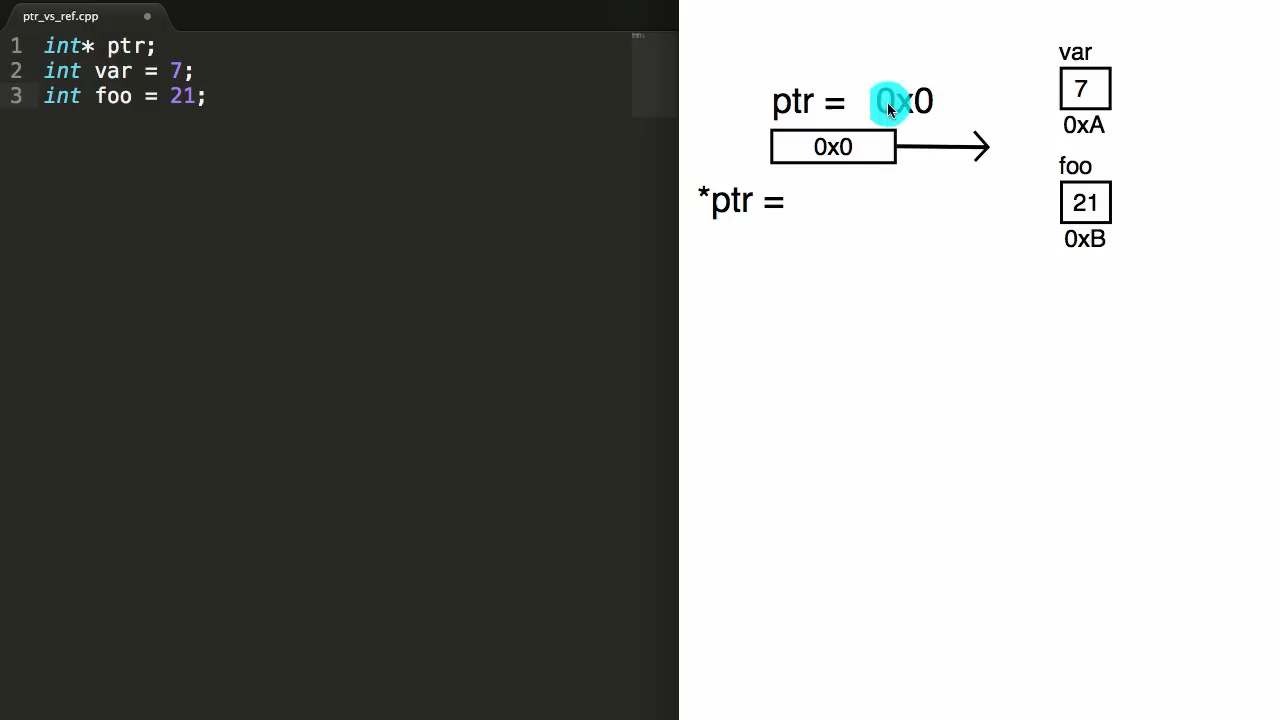 ptr_vs_ref.cpp
1 int* ptr;
2 int var = 7;
3 int foo = 21;
ptr = 0x0
0x0
*ptr =
var
7
0xA
foo
21
0xB